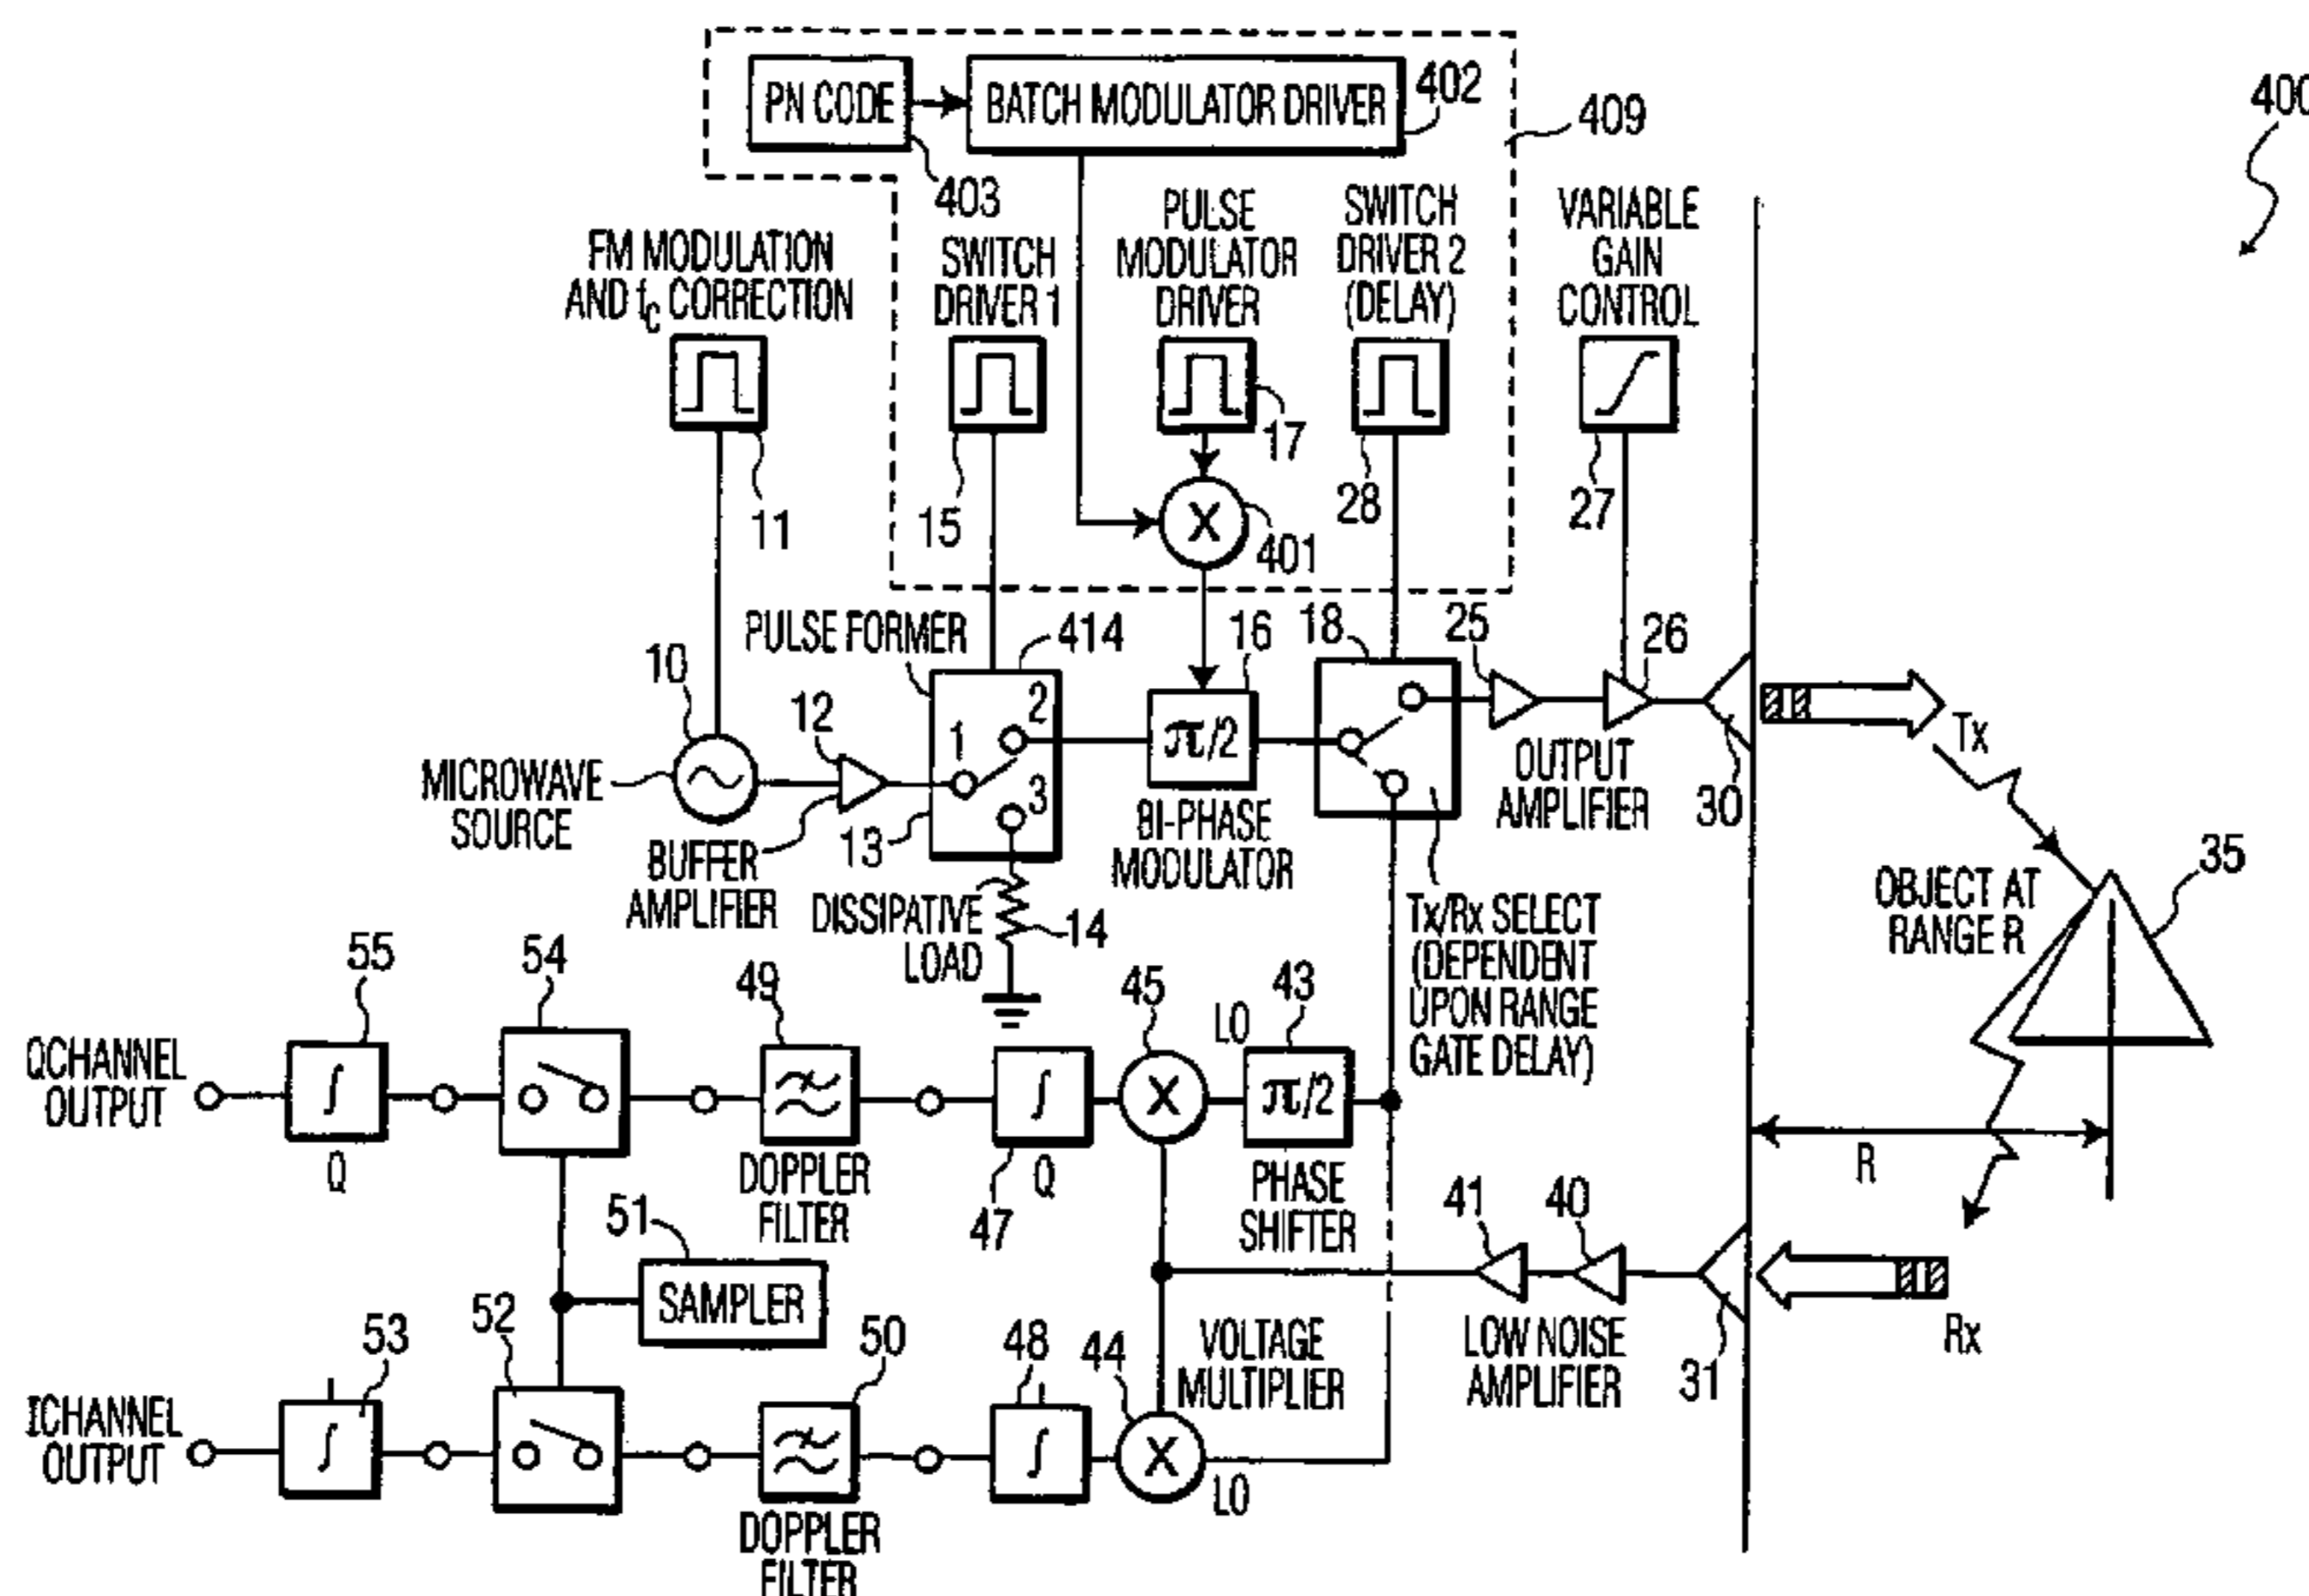 PN CODE
BATCH MODULATOR DRIVER
402
409
400
403
FM MODULATION
AND fC CORRECTION
SWITCH
DRIVER 1
PULSE
MODULATOR
DRIVER
SWITCH
DRIVER 2
(DELAY)
VARIABLE
GAIN
CONTROL
11
15
17
28
27
X
401
PULSE FORMER
414
16
18
25
26
10
12
1
2
3
π/2
MICROWAVE
SOURCE
BUFFER
AMPLIFIER
13
BI-PHASE
MODULATOR
OUTPUT
AMPLIFIER
30
Tx
DISSIPATIVE
LOAD
14
Tx/Rx SELECT
(DEPENDENT
UPON RANGE
GATE DELAY)
OBJECT AT
RANGE R
35
55
54
49
45
LO
43
QCHANNEL
OUTPUT
∫
∫
X
π/2
Q
DOPPLER
FILTER
47
Q
PHASE
SHIFTER
R
51
SAMPLER
41
40
53
52
50
48
44
VOLTAGE
MULTIPLIER
LOW NOISE
AMPLIFIER
31
Rx
ICHANNEL
OUTPUT
∫
∫
X
LO
DOPPLER
FILTER